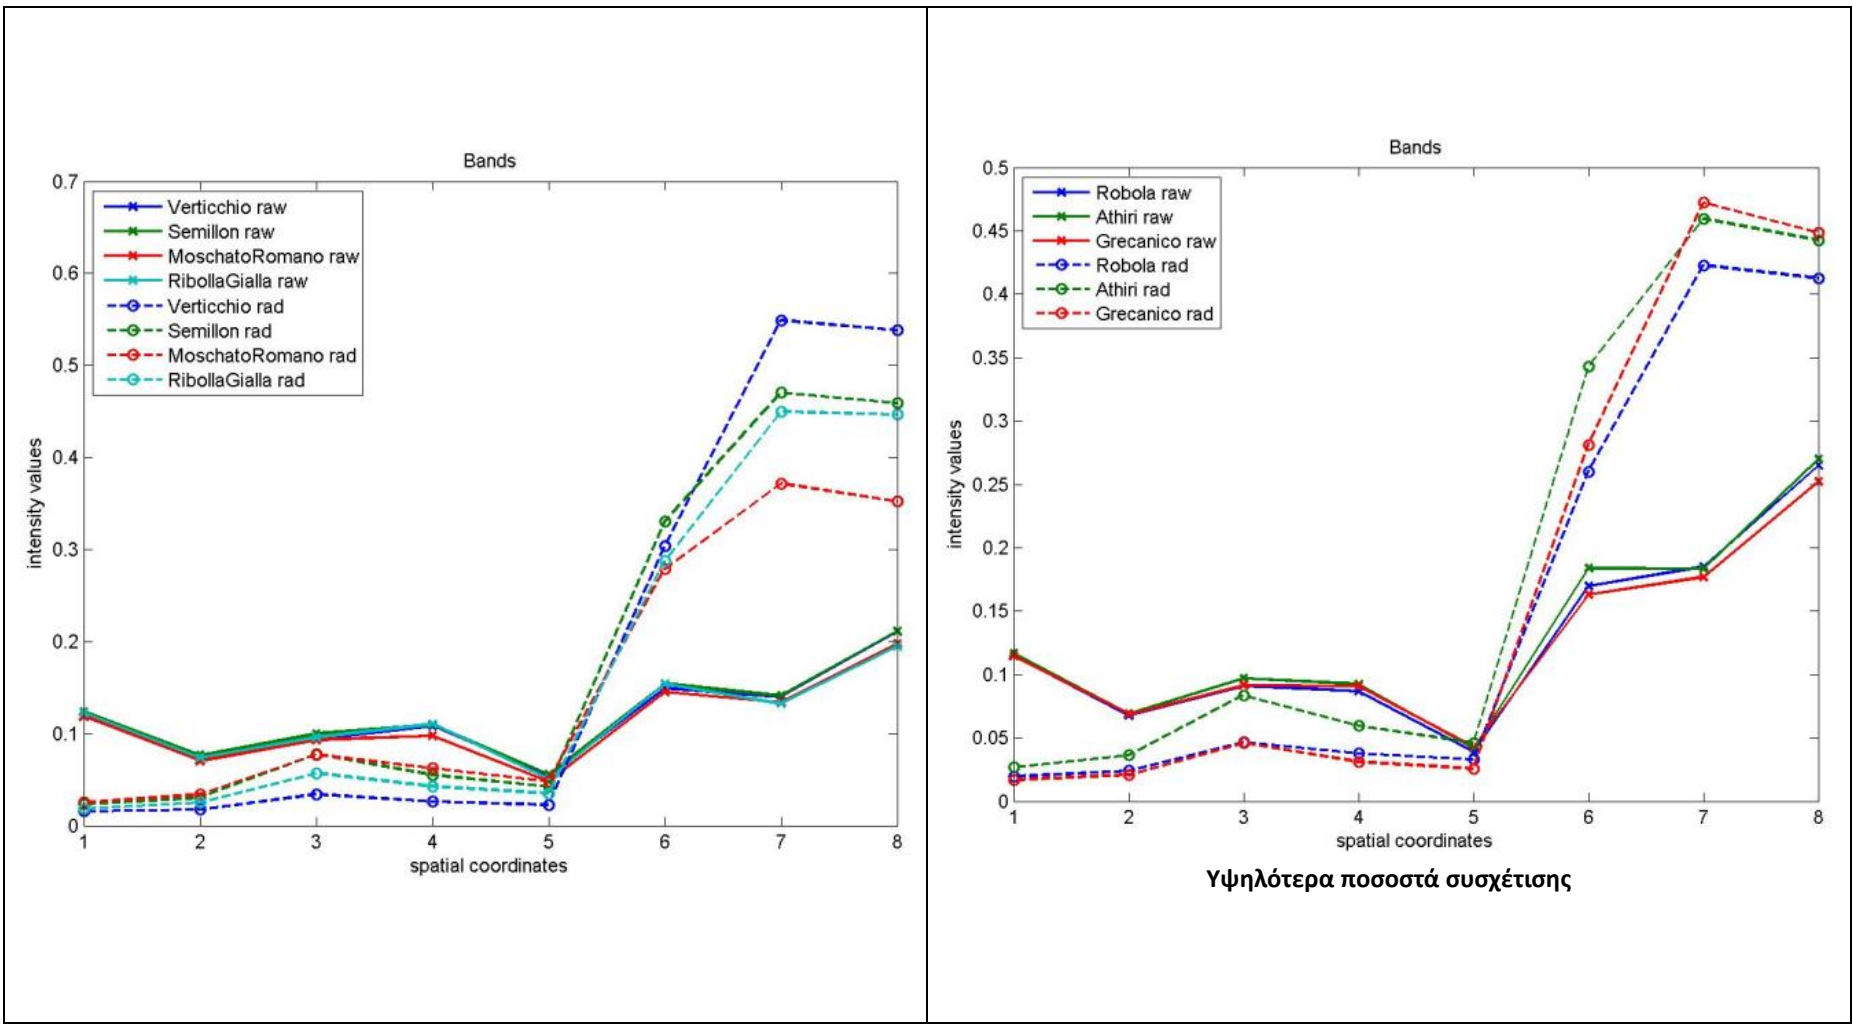 Bands
0.7
0.6
0.5
0.4
0.3
0.2
0.1
0
intensity values
Verticchio raw
Semillon raw
MoschatoRomano raw
RibollaGialla raw
Verticchio rad
Semillon rad
MoschatoRomano rad
RibollaGialla rad
1 2 3 4 5 6 7 8
spatial coordinates
Bands
0.5
0.45
0.4
0.35
0.3
0.25
0.2
0.15
0.1
0.05
0
intensity values
Robola raw
Athiri raw
Grecanico raw
Robola rad
Athiri rad
Grecanico rad
1 2 3 4 5 6 7 8
spatial coordinates
Υψηλότερα ποσοστά συσχέτισης